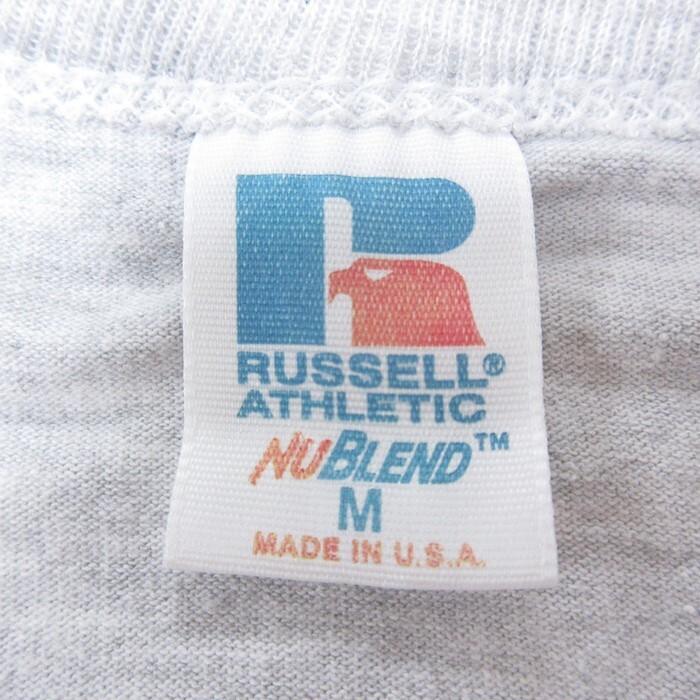 R
RUSSELL®
ATHLETIC
NUBLEND™
M
MADE IN U.S.A.